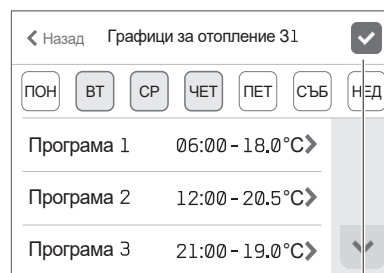 Назад Графици за отопление 31
ПОН ВТ СР ЧЕТ ПЕТ СЪБ НЕД
Програма 1 06:00 - 18.0°C
Програма 2 12:00 - 20.5°C
Програма 3 21:00 - 19.0°C